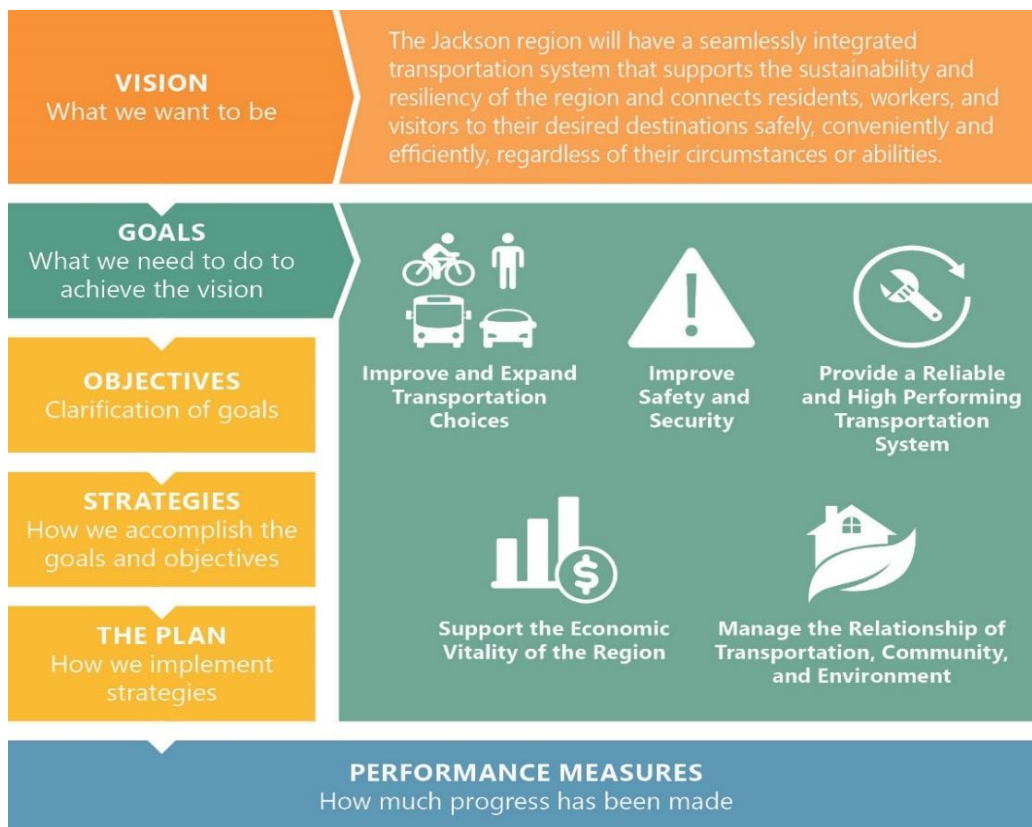 VISION
What we want to be
The Jackson region will have a seamlessly integrated
transportation system that supports the sustainability and
resiliency of the region and connects residents, workers, and
visitors to their desired destinations safely, conveniently and
efficiently, regardless of their circumstances or abilities.
GOALS
What we need to do to
achieve the vision
Improve and Expand
Transportation
Choices
Improve
Safety and
Security
Provide a Reliable
and High Performing
Transportation
System
$
Support the Economic
Vitality of the Region
Manage the Relationship of
Transportation, Community,
and Environment
OBJECTIVES
Clarification of goals
STRATEGIES
How we accomplish the
goals and objectives
THE PLAN
How we implement
strategies
PERFORMANCE MEASURES
How much progress has been made